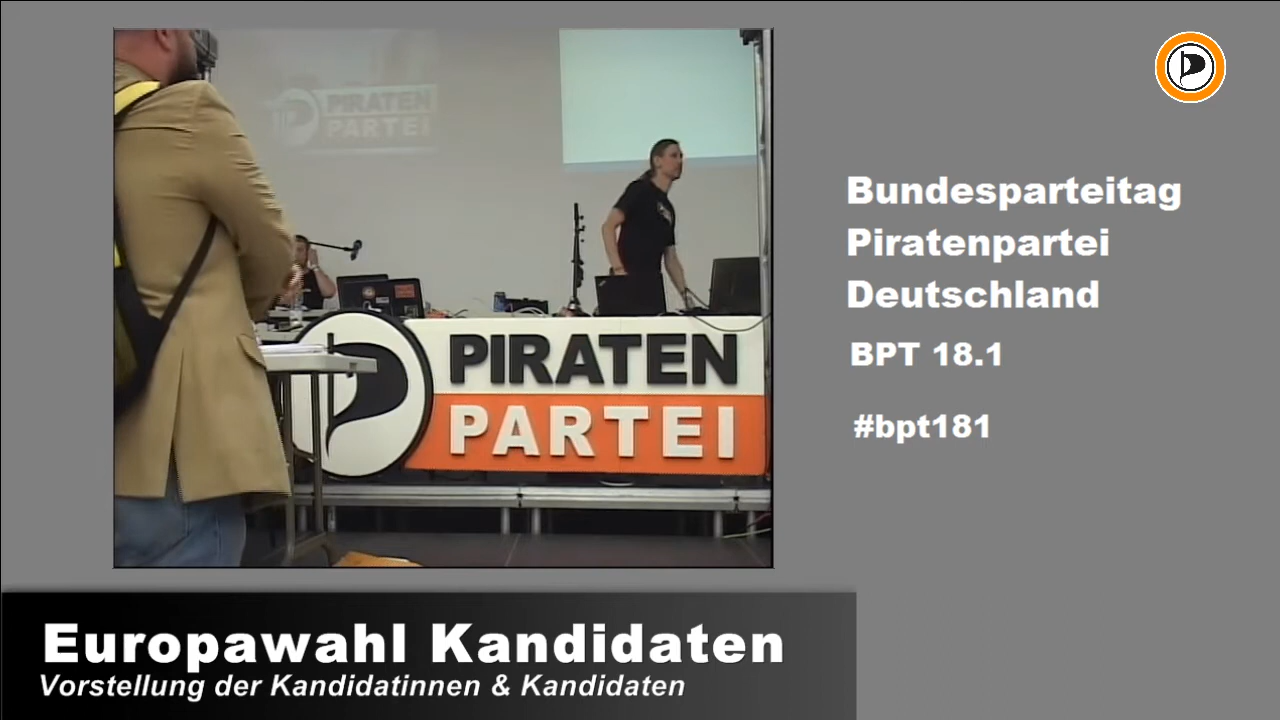 PIRATEN
PARTEI
PIRATEN
PARTEI
Bundesparteitag
Piratenpartei
Deutschland
BPT 18.1
#bpt181
Europawahl Kandidaten
Vorstellung der Kandidatinnen & Kandidaten